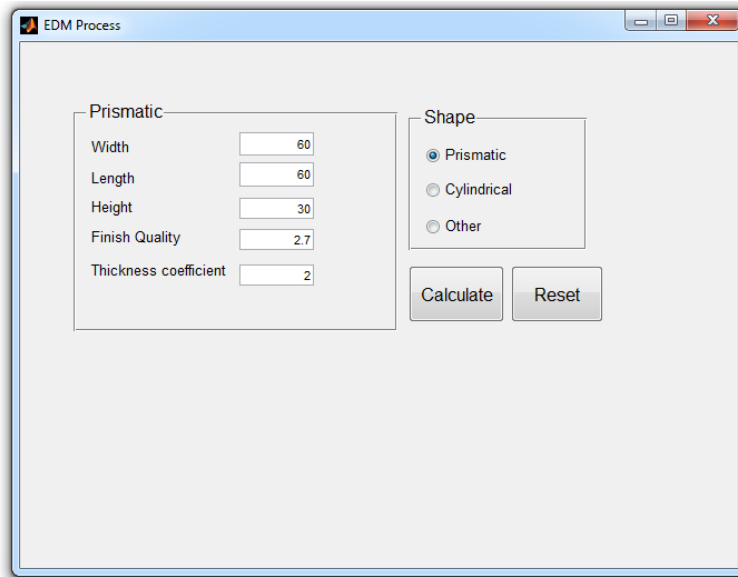 EDM Process
Prismatic
Width 60
Length 60
Height 30
Finish Quality 2.7
Thickness coefficient 2
Shape
Prismatic
Cylindrical
Other
Calculate Reset